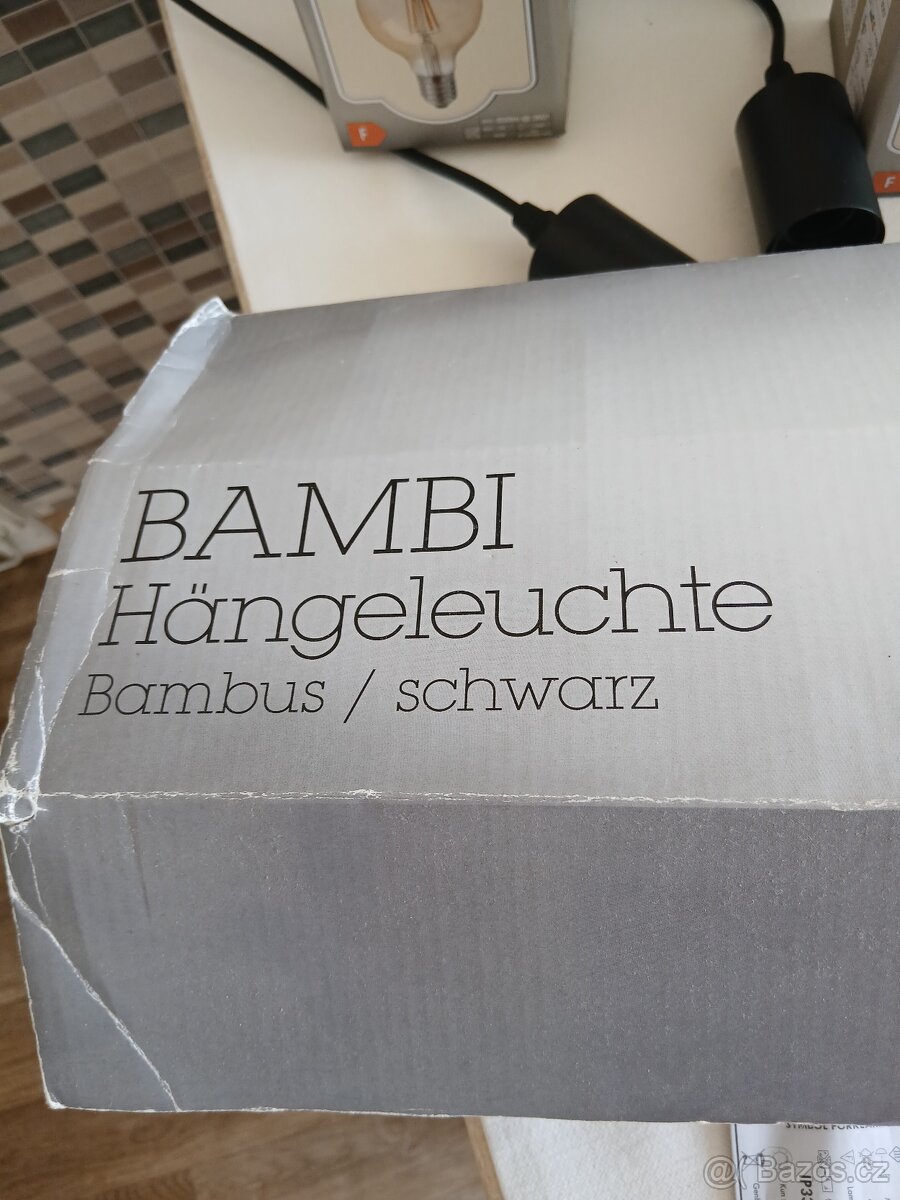 F
BAMBI
Hängeleuchte
Bambus / schwarz
@ Bazos.cz